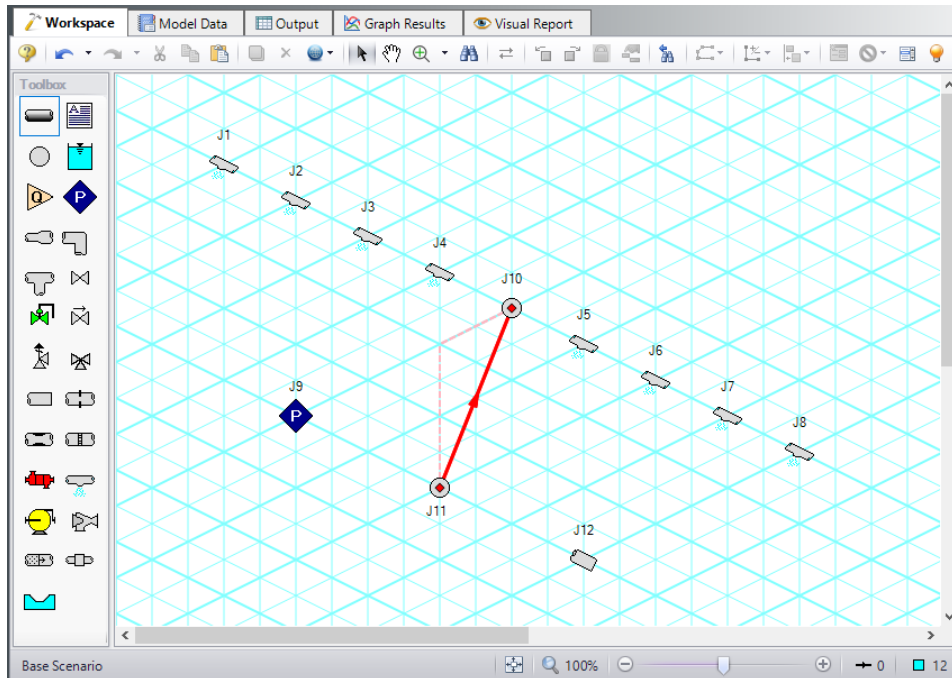 Workspace Model Data Output Graph Results Visual Report
Toolbox
A
Q P
J1
J2
J3
J4
J10
J5
J6
J7
J8
J9
P
J11
J12
Base Scenario 100% 0 12